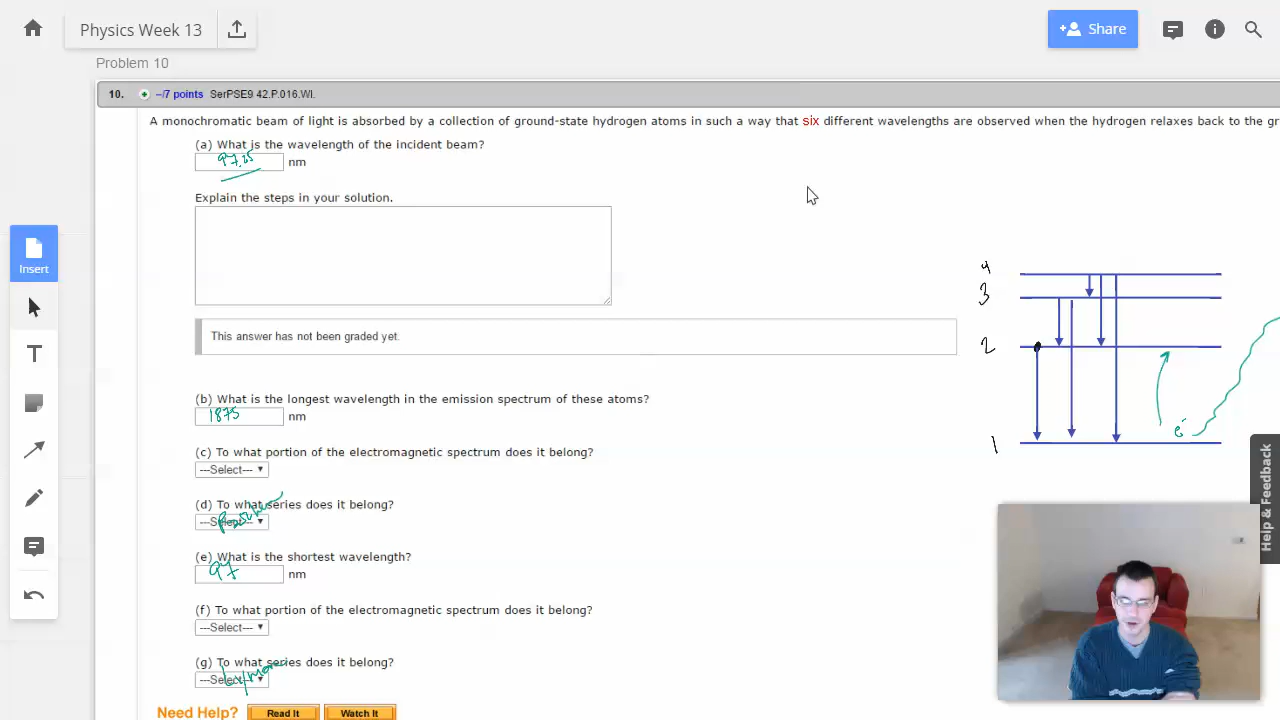 Physics Week 13
Share
Problem 10
10. –/7 points SerPSE9 42.P.016.WI.
A monochromatic beam of light is absorbed by a collection of ground-state hydrogen atoms in such a way that six different wavelengths are observed when the hydrogen relaxes back to the gr
(a) What is the wavelength of the incident beam?
97.25 nm
Explain the steps in your solution.
This answer has not been graded yet.
(b) What is the longest wavelength in the emission spectrum of these atoms?
1875 nm
(c) To what portion of the electromagnetic spectrum does it belong?
---Select---
(d) To what series does it belong?
---Select---
(e) What is the shortest wavelength?
97 nm
(f) To what portion of the electromagnetic spectrum does it belong?
---Select---
(g) To what series does it belong?
---Select--- Lyman
Need Help? Read It Watch It
Insert
T
4
3
2
1
e⁻
Help & Feedback